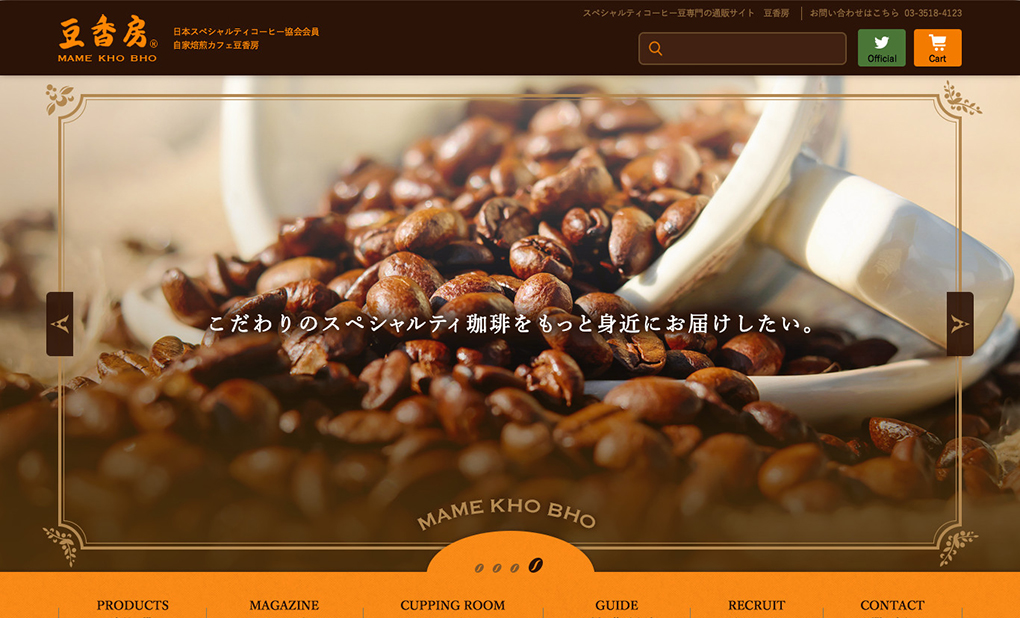 スペシャルティコーヒー豆専門の通販サイト 豆香房
お問い合わせはこちら 03-3518-4123
豆香房®
MAME KHO BHO
日本スペシャルティコーヒー協会会員
自家焙煎カフェ豆香房
Official
Cart
こだわりのスペシャルティ珈琲をもっと身近にお届けしたい。
MAME KHO BHO
PRODUCTS
MAGAZINE
CUPPING ROOM
GUIDE
RECRUIT
CONTACT